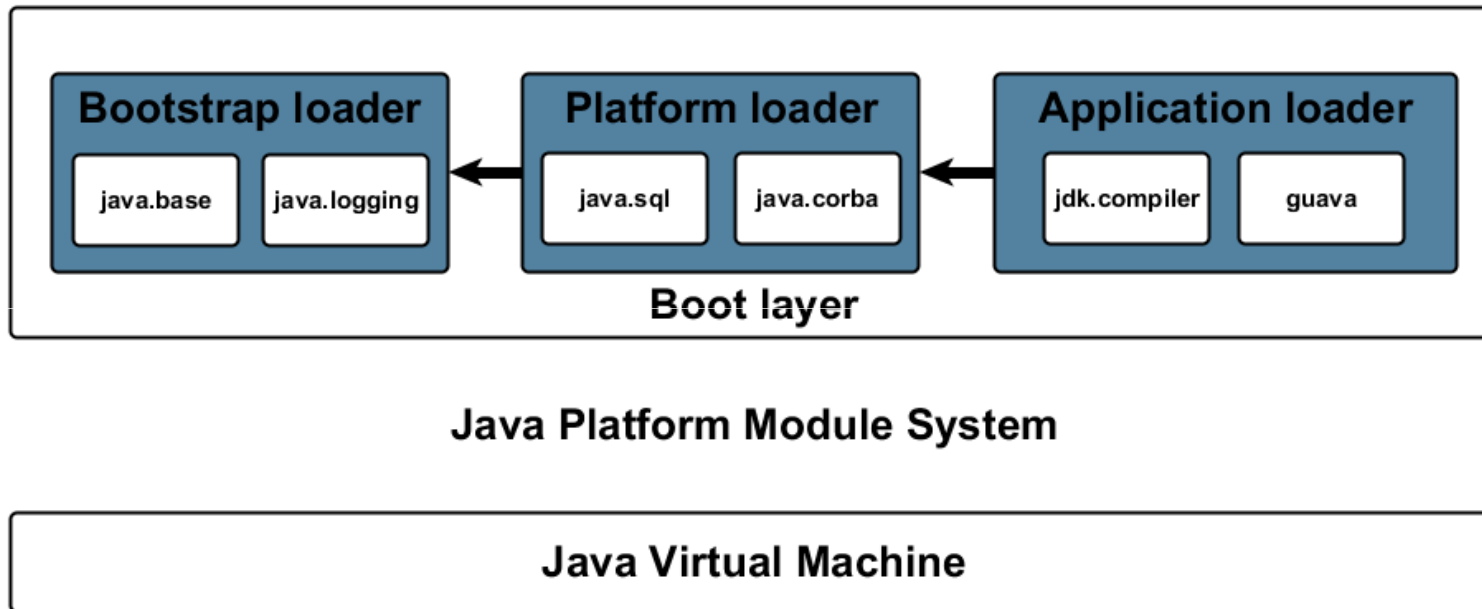 Bootstrap loader
java.base
java.logging
Platform loader
java.sql
java.corba
Application loader
jdk.compiler
guava
Boot layer
Java Platform Module System
Java Virtual Machine